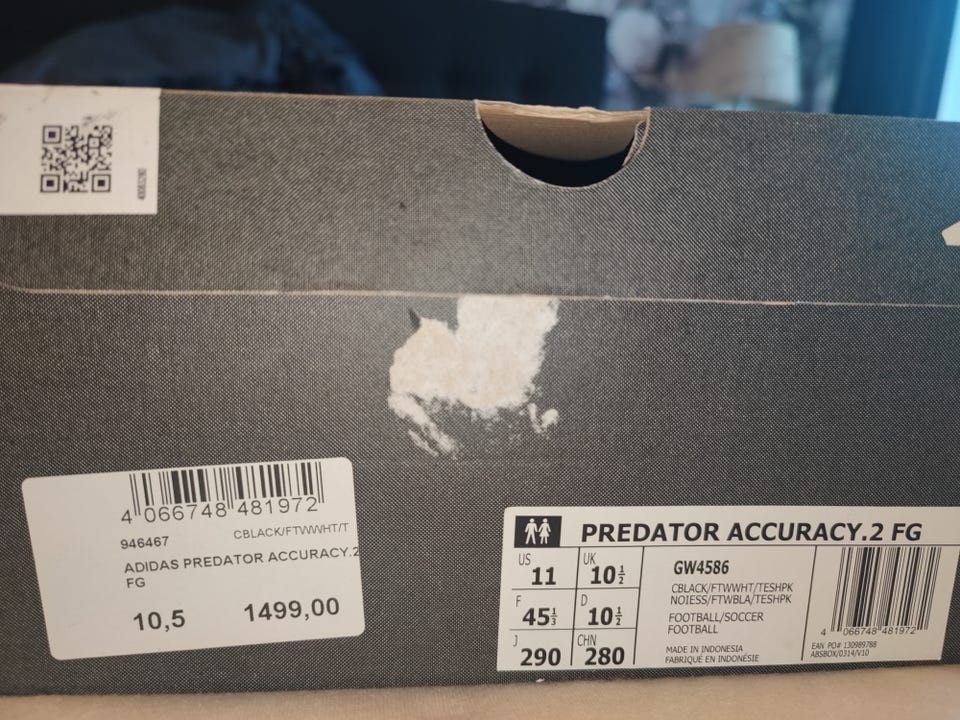 4 066748 481972
946467 CBLACK/FTWWHT/T
ADIDAS PREDATOR ACCURACY.2
FG
10,5 1499,00
PREDATOR ACCURACY.2 FG
US 11 UK 10½
F 45⅓ D 10½
J 290 CHN 280
GW4586
CBLACK/FTWWHT/TESHPK
NOIESS/FTWBLA/TESHPK
FOOTBALL/SOCCER
FOOTBALL
MADE IN INDONESIA
FABRIQUÉ EN INDONÉSIE
4 066748 481972
EAN PO# 130989788
ABSBOX/0314/V10